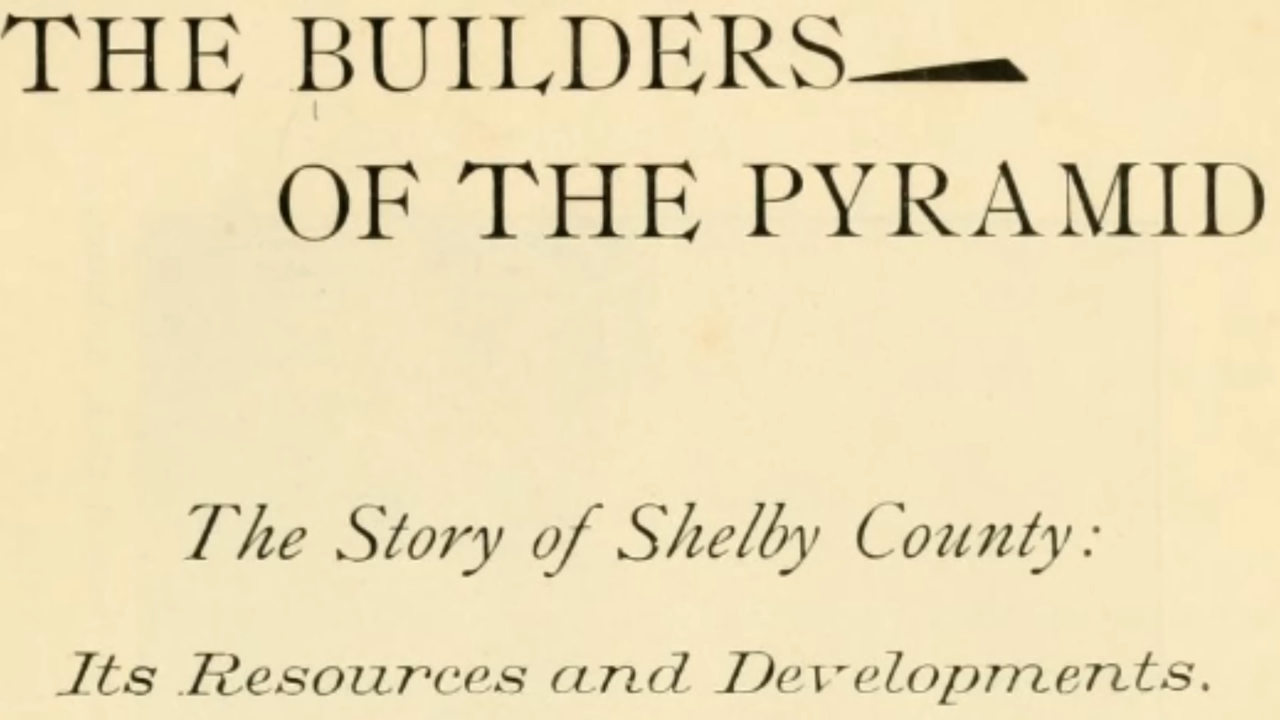 THE BUILDERS
OF THE PYRAMID
The Story of Shelby County:
Its Resources and Developments.